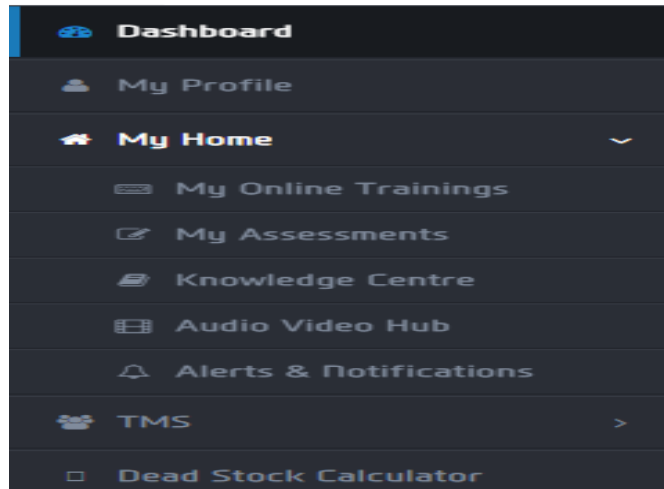 Dashboard
My Profile
My Home
My Online Trainings
My Assessments
Knowledge Centre
Audio Video Hub
Alerts & Notifications
TMS
Dead Stock Calculator